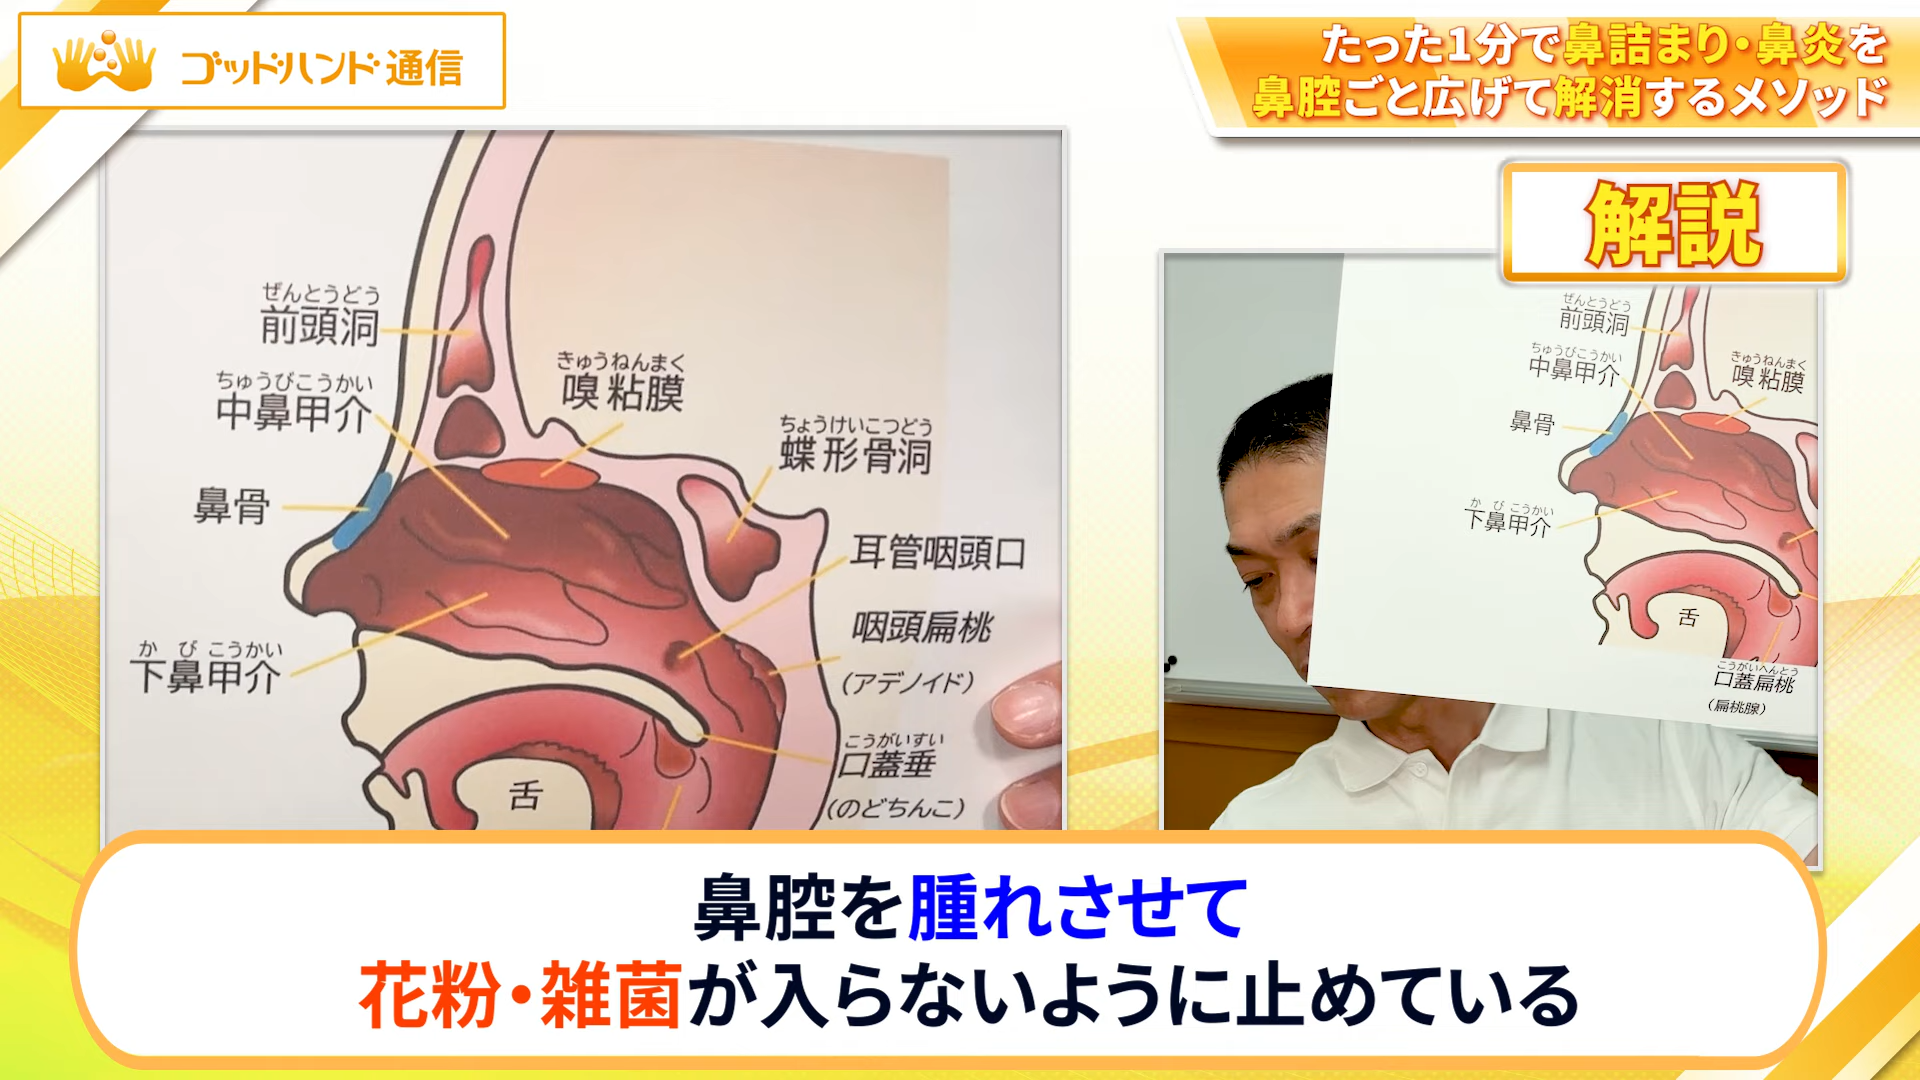 ゴッドハンド通信
たった1分で鼻詰まり・鼻炎を
鼻腔ごと広げて解消するメソッド
解説
ぜんとうどう
前頭洞
ちゅうびこうかい
中鼻甲介
きゅうねんまく
嗅粘膜
ちょうけいこつどう
蝶形骨洞
鼻骨
耳管咽頭口
咽頭扁桃
(アデノイド)
かびこうかい
下鼻甲介
こうがいすい
口蓋垂
(のどちんこ)
舌
ぜんとうどう
前頭洞
ちゅうびこうかい
中鼻甲介
きゅうねんまく
嗅粘膜
鼻骨
かびこうかい
下鼻甲介
舌
こうがいへんとう
口蓋扁桃
(扁桃腺)
鼻腔を腫れさせて
花粉・雑菌が入らないように止めている